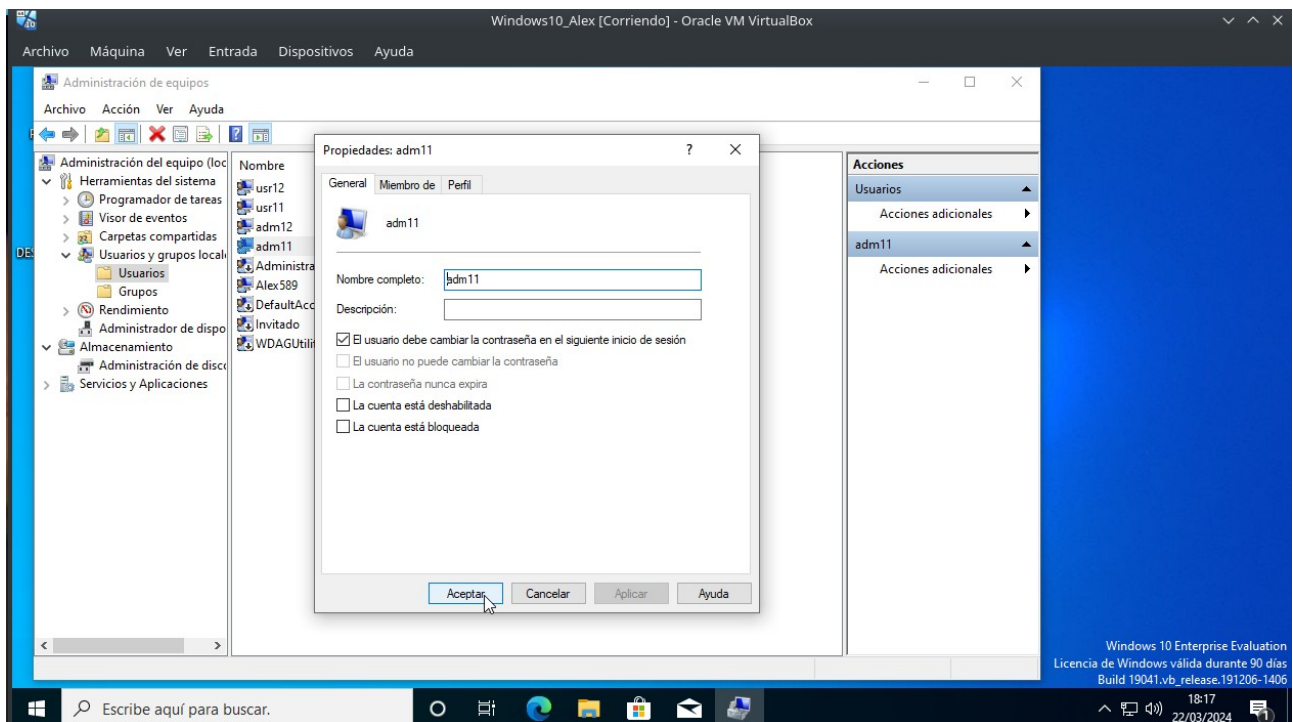 Windows10_Alex [Corriendo] - Oracle VM VirtualBox
Archivo Máquina Ver Entrada Dispositivos Ayuda
Administración de equipos
Archivo Acción Ver Ayuda
Administración del equipo (loc
Herramientas del sistema
Programador de tareas
Visor de eventos
Carpetas compartidas
Usuarios y grupos locale
Usuarios
Grupos
Rendimiento
Administrador de dispo
Almacenamiento
Administración de disco
Servicios y Aplicaciones
Nombre
usr12
usr11
adm12
adm11
Administra
Alex589
DefaultAcc
Invitado
WDAGUtilit
Propiedades: adm11
General Miembro de Perfil
adm11
Nombre completo: adm11
Descripción:
El usuario debe cambiar la contraseña en el siguiente inicio de sesión
El usuario no puede cambiar la contraseña
La contraseña nunca expira
La cuenta está deshabilitada
La cuenta está bloqueada
Aceptar Cancelar Aplicar Ayuda
Acciones
Usuarios
Acciones adicionales
adm11
Acciones adicionales
Windows 10 Enterprise Evaluation
Licencia de Windows válida durante 90 días
Build 19041.vb_release.191206-1406
Escribe aquí para buscar.
18:17
22/03/2024